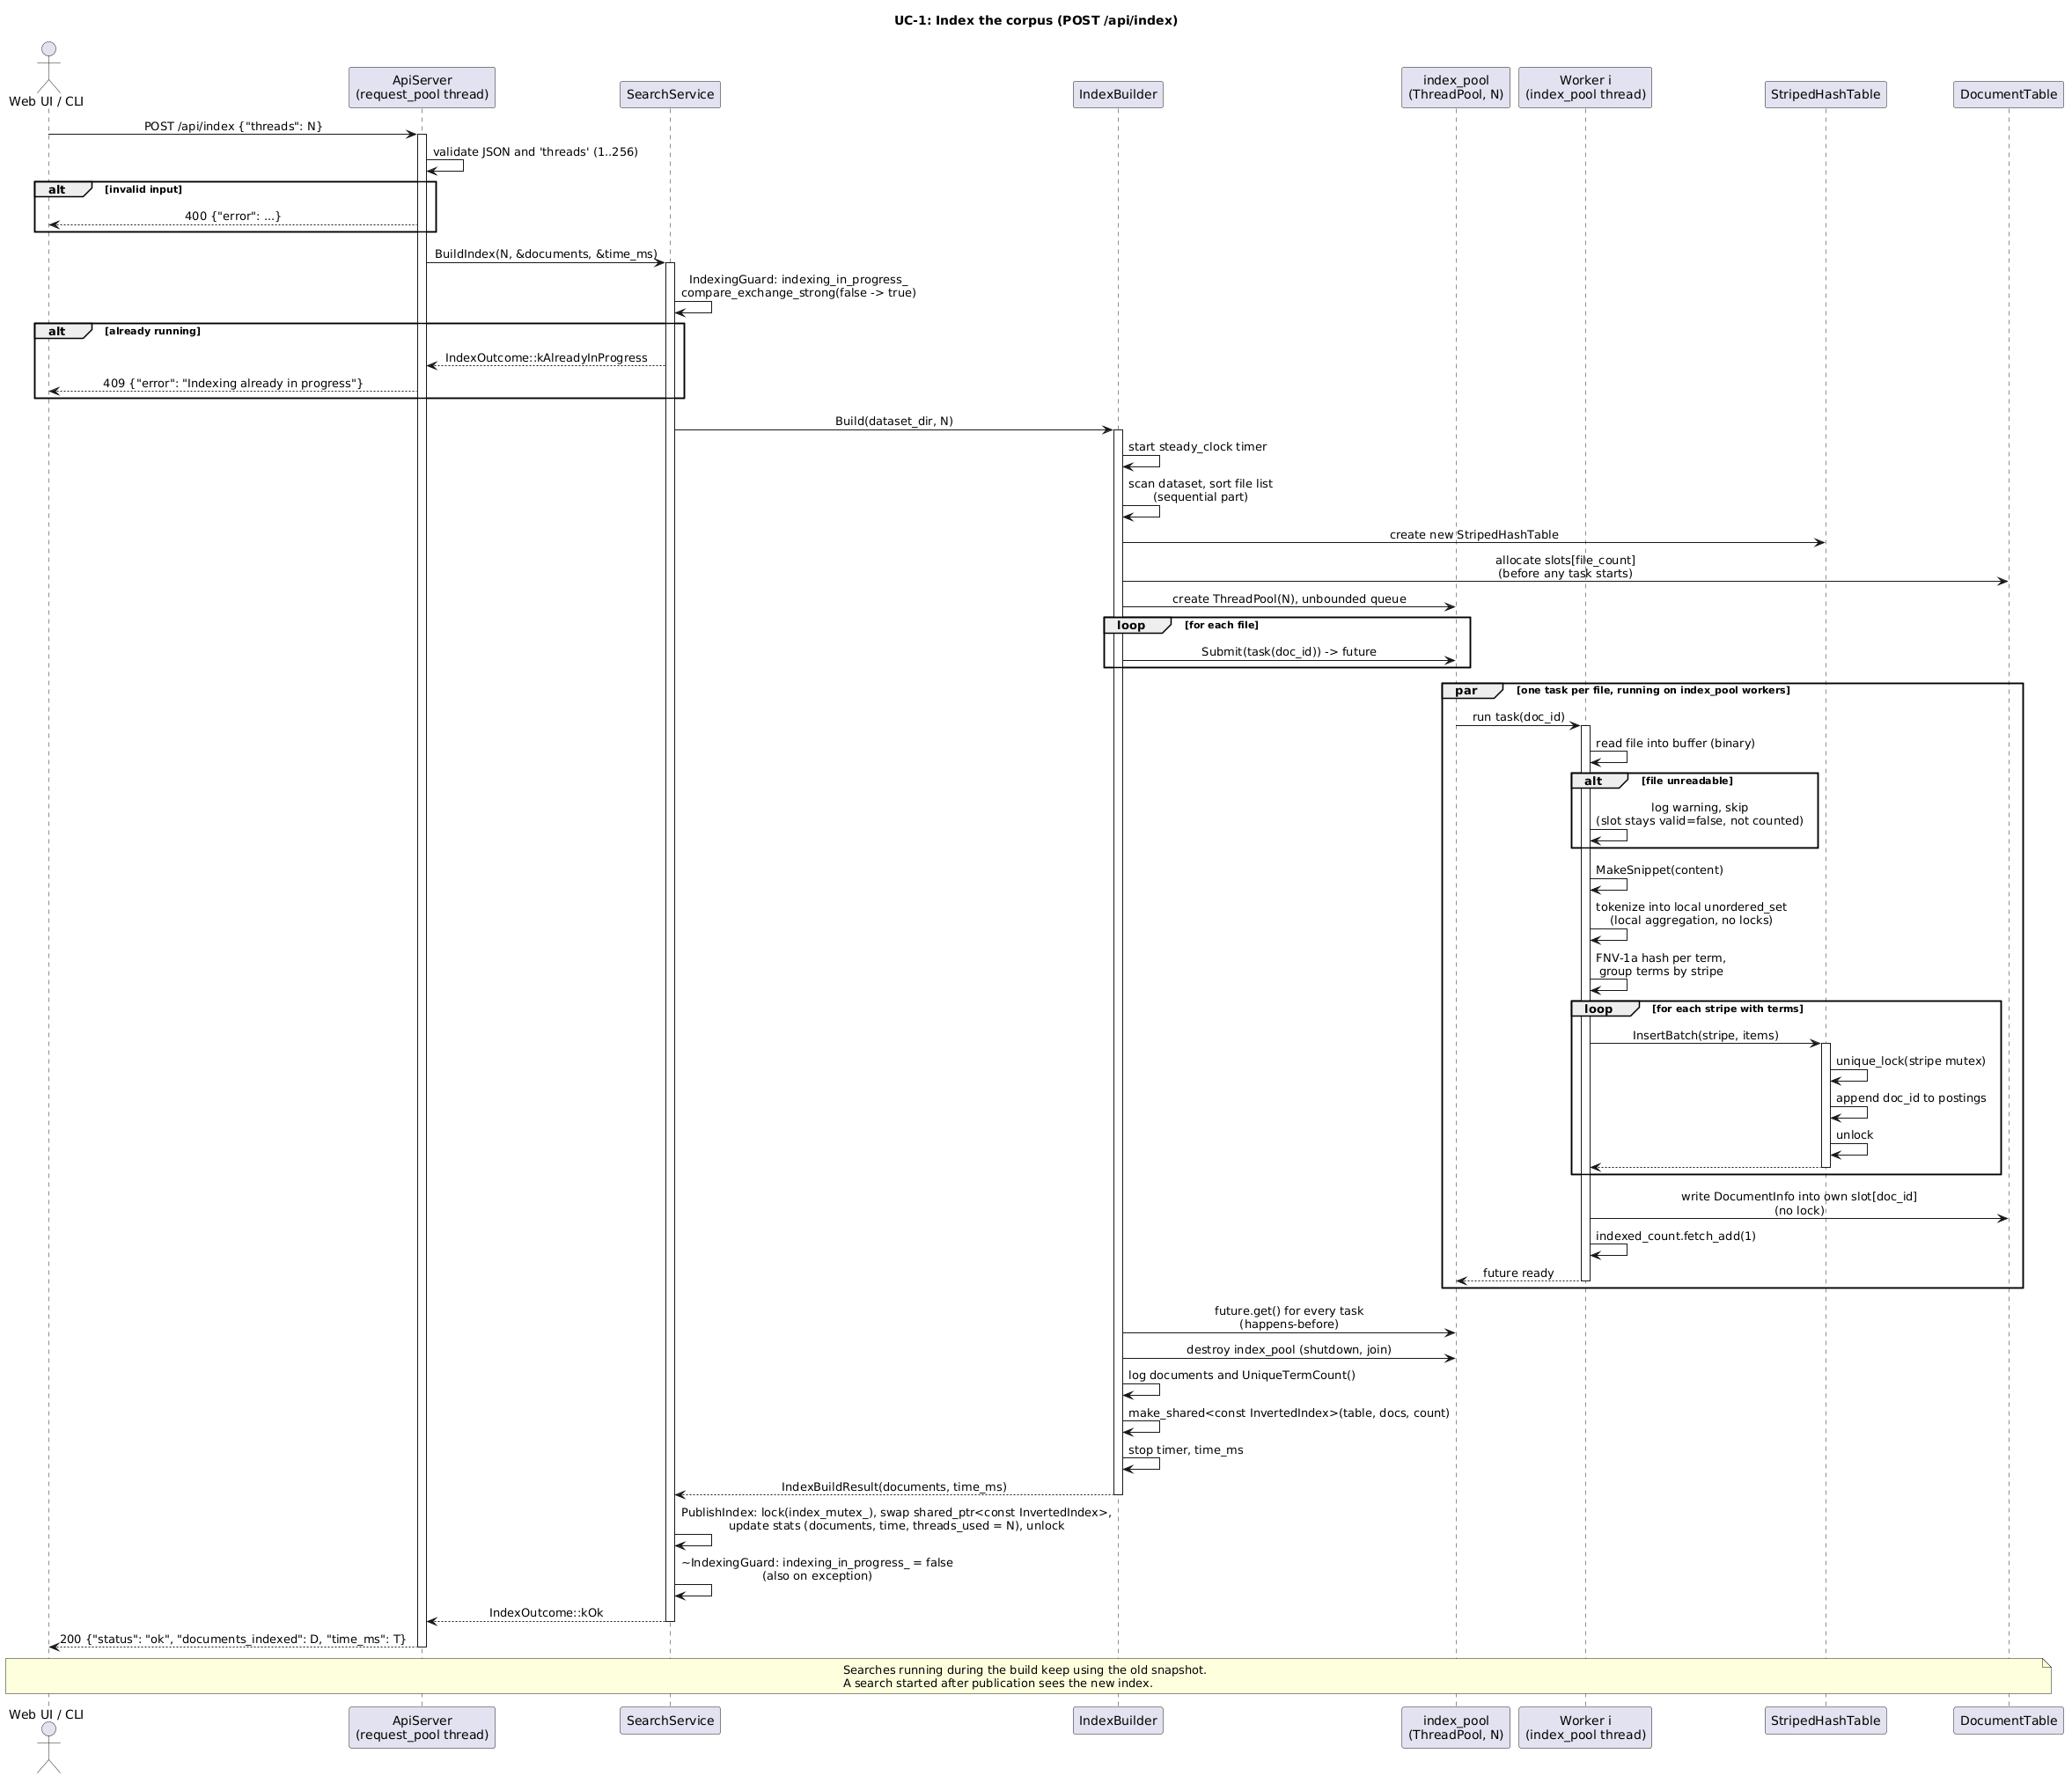 UC-1: Index the corpus (POST /api/index)
Web UI / CLI
ApiServer
(request_pool thread)
SearchService
IndexBuilder
index_pool
(ThreadPool, N)
Worker i
(index_pool thread)
StripedHashTable
DocumentTable
POST /api/index {"threads": N}
validate JSON and 'threads' (1..256)
alt [invalid input]
400 {"error": ...}
BuildIndex(N, &documents, &time_ms)
IndexingGuard: indexing_in_progress_
compare_exchange_strong(false -> true)
alt [already running]
IndexOutcome::kAlreadyInProgress
409 {"error": "Indexing already in progress"}
Build(dataset_dir, N)
start steady_clock timer
scan dataset, sort file list
(sequential part)
create new StripedHashTable
allocate slots[file_count]
(before any task starts)
create ThreadPool(N), unbounded queue
loop [for each file]
Submit(task(doc_id)) -> future
par [one task per file, running on index_pool workers]
run task(doc_id)
read file into buffer (binary)
alt [file unreadable]
log warning, skip
(slot stays valid=false, not counted)
MakeSnippet(content)
tokenize into local unordered_set
(local aggregation, no locks)
FNV-1a hash per term,
group terms by stripe
loop [for each stripe with terms]
InsertBatch(stripe, items)
unique_lock(stripe mutex)
append doc_id to postings
unlock
write DocumentInfo into own slot[doc_id]
(no lock)
indexed_count.fetch_add(1)
future ready
future.get() for every task
(happens-before)
destroy index_pool (shutdown, join)
log documents and UniqueTermCount()
make_shared<const InvertedIndex>(table, docs, count)
stop timer, time_ms
IndexBuildResult(documents, time_ms)
PublishIndex: lock(index_mutex_), swap shared_ptr<const InvertedIndex>,
update stats (documents, time, threads_used = N), unlock
~IndexingGuard: indexing_in_progress_ = false
(also on exception)
IndexOutcome::kOk
200 {"status": "ok", "documents_indexed": D, "time_ms": T}
Searches running during the build keep using the old snapshot.
A search started after publication sees the new index.
Web UI / CLI
ApiServer
(request_pool thread)
SearchService
IndexBuilder
index_pool
(ThreadPool, N)
Worker i
(index_pool thread)
StripedHashTable
DocumentTable